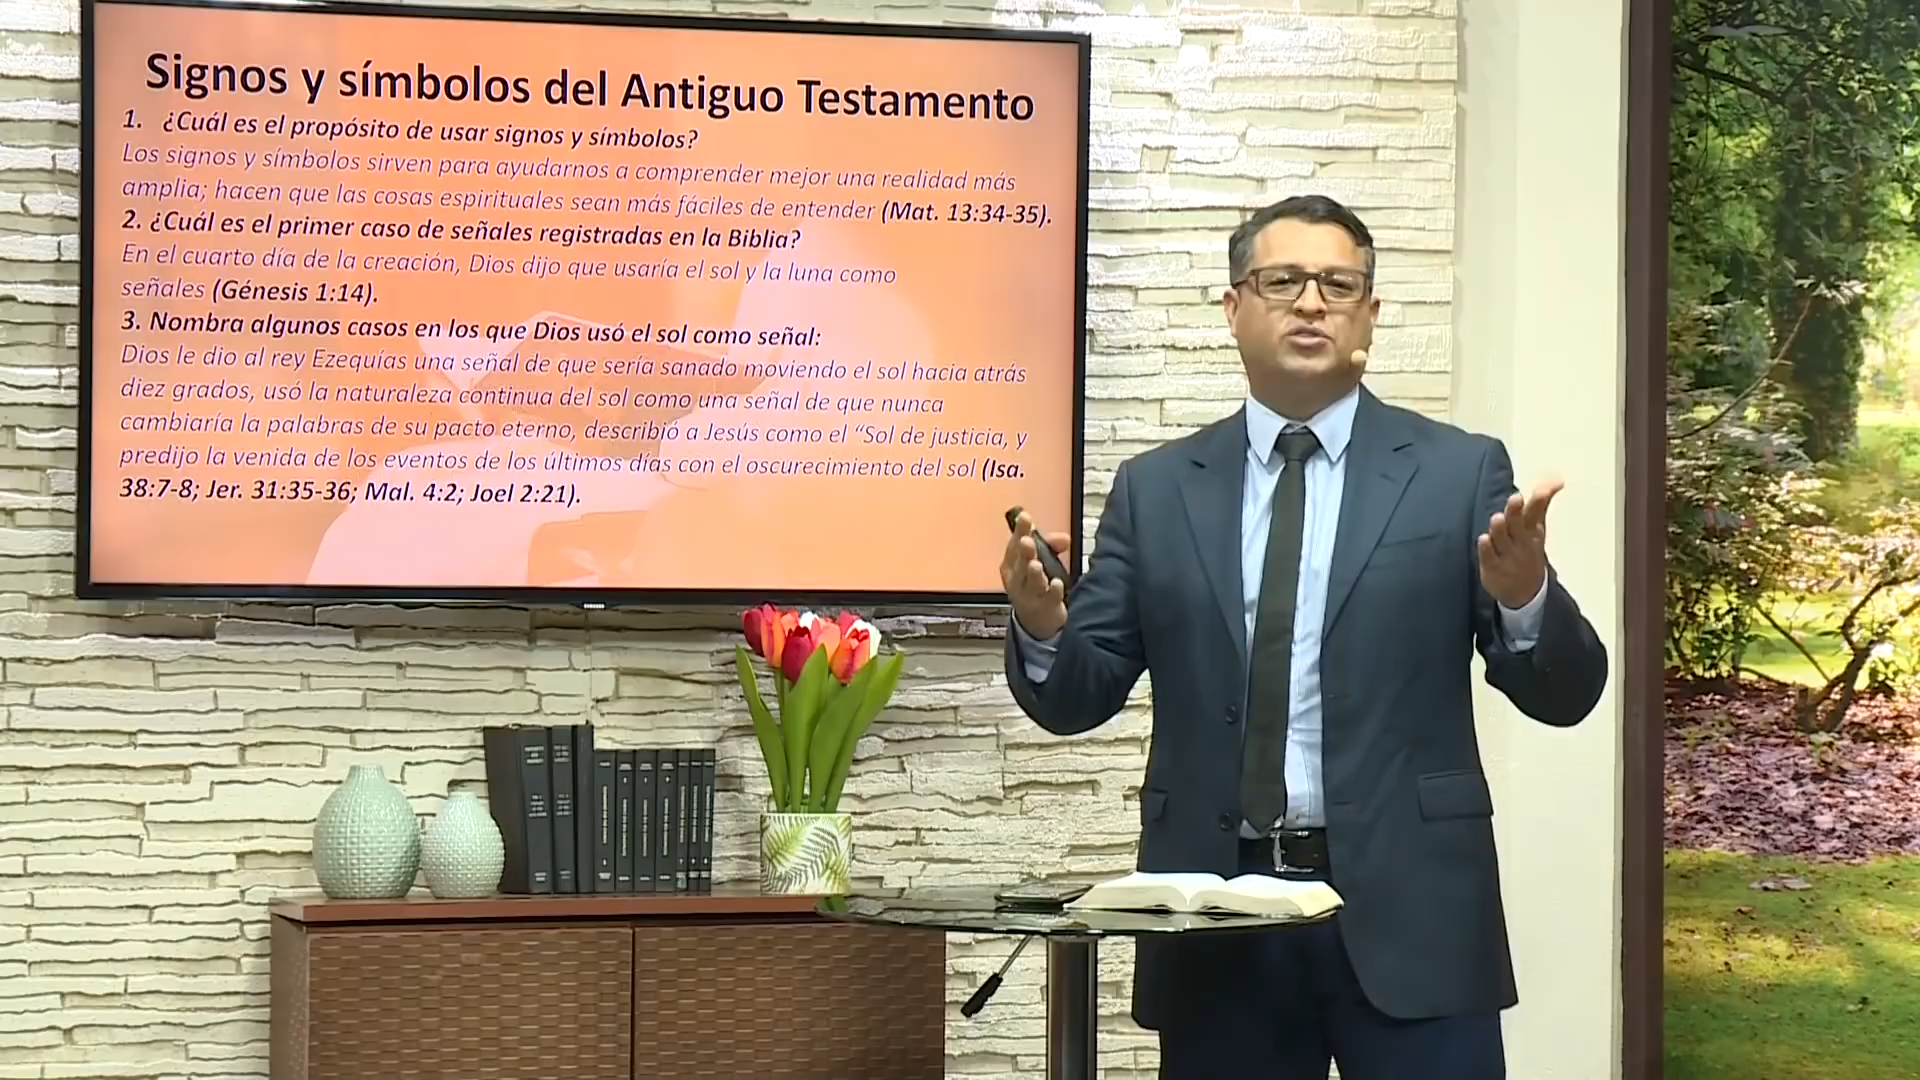 Signos y símbolos del Antiguo Testamento
1. ¿Cuál es el propósito de usar signos y símbolos?
Los signos y símbolos sirven para ayudarnos a comprender mejor una realidad más
amplia; hacen que las cosas espirituales sean más fáciles de entender (Mat. 13:34-35).
2. ¿Cuál es el primer caso de señales registradas en la Biblia?
En el cuarto día de la creación, Dios dijo que usaría el sol y la luna como
señales (Génesis 1:14).
3. Nombra algunos casos en los que Dios usó el sol como señal:
Dios le dio al rey Ezequías una señal de que sería sanado moviendo el sol hacia atrás
diez grados, usó la naturaleza continua del sol como una señal de que nunca
cambiaría la palabras de su pacto eterno, describió a Jesús como el “Sol de justicia, y
predijo la venida de los eventos de los últimos días con el oscurecimiento del sol (Isa.
38:7-8; Jer. 31:35-36; Mal. 4:2; Joel 2:21).